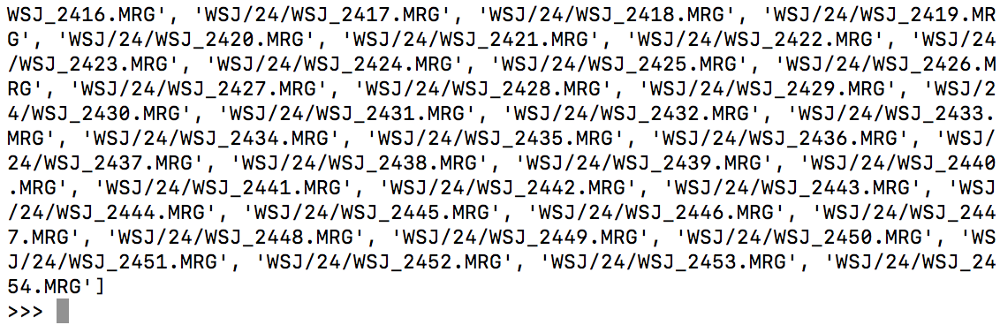 WSJ_2416.MRG', 'WSJ/24/WSJ_2417.MRG', 'WSJ/24/WSJ_2418.MRG', 'WSJ/24/WSJ_2419.MR
G', 'WSJ/24/WSJ_2420.MRG', 'WSJ/24/WSJ_2421.MRG', 'WSJ/24/WSJ_2422.MRG', 'WSJ/24
/WSJ_2423.MRG', 'WSJ/24/WSJ_2424.MRG', 'WSJ/24/WSJ_2425.MRG', 'WSJ/24/WSJ_2426.M
RG', 'WSJ/24/WSJ_2427.MRG', 'WSJ/24/WSJ_2428.MRG', 'WSJ/24/WSJ_2429.MRG', 'WSJ/2
4/WSJ_2430.MRG', 'WSJ/24/WSJ_2431.MRG', 'WSJ/24/WSJ_2432.MRG', 'WSJ/24/WSJ_2433.
MRG', 'WSJ/24/WSJ_2434.MRG', 'WSJ/24/WSJ_2435.MRG', 'WSJ/24/WSJ_2436.MRG', 'WSJ/
24/WSJ_2437.MRG', 'WSJ/24/WSJ_2438.MRG', 'WSJ/24/WSJ_2439.MRG', 'WSJ/24/WSJ_2440
.MRG', 'WSJ/24/WSJ_2441.MRG', 'WSJ/24/WSJ_2442.MRG', 'WSJ/24/WSJ_2443.MRG', 'WSJ
/24/WSJ_2444.MRG', 'WSJ/24/WSJ_2445.MRG', 'WSJ/24/WSJ_2446.MRG', 'WSJ/24/WSJ_244
7.MRG', 'WSJ/24/WSJ_2448.MRG', 'WSJ/24/WSJ_2449.MRG', 'WSJ/24/WSJ_2450.MRG', 'WS
J/24/WSJ_2451.MRG', 'WSJ/24/WSJ_2452.MRG', 'WSJ/24/WSJ_2453.MRG', 'WSJ/24/WSJ_24
54.MRG']
>>>